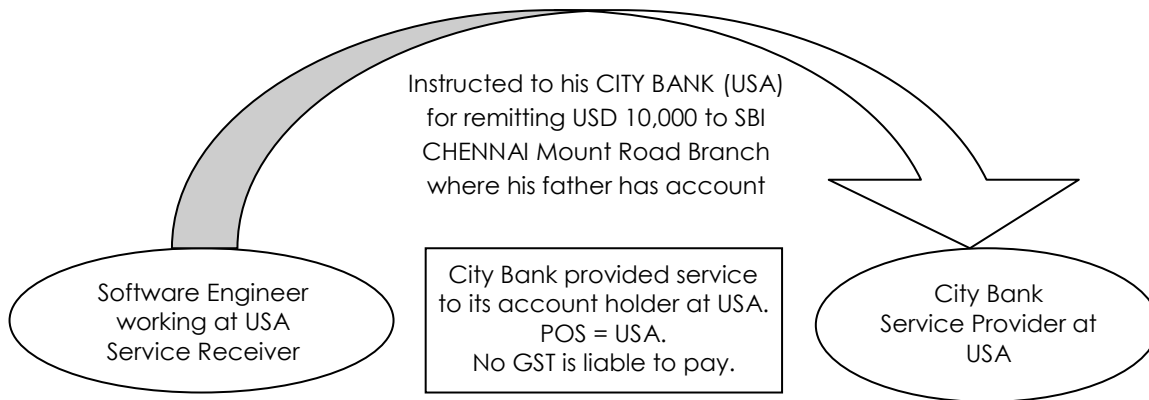 Instructed to his CITY BANK (USA)
for remitting USD 10,000 to SBI
CHENNAI Mount Road Branch
where his father has account
Software Engineer
working at USA
Service Receiver
City Bank provided service
to its account holder at USA.
POS = USA.
No GST is liable to pay.
City Bank
Service Provider at
USA